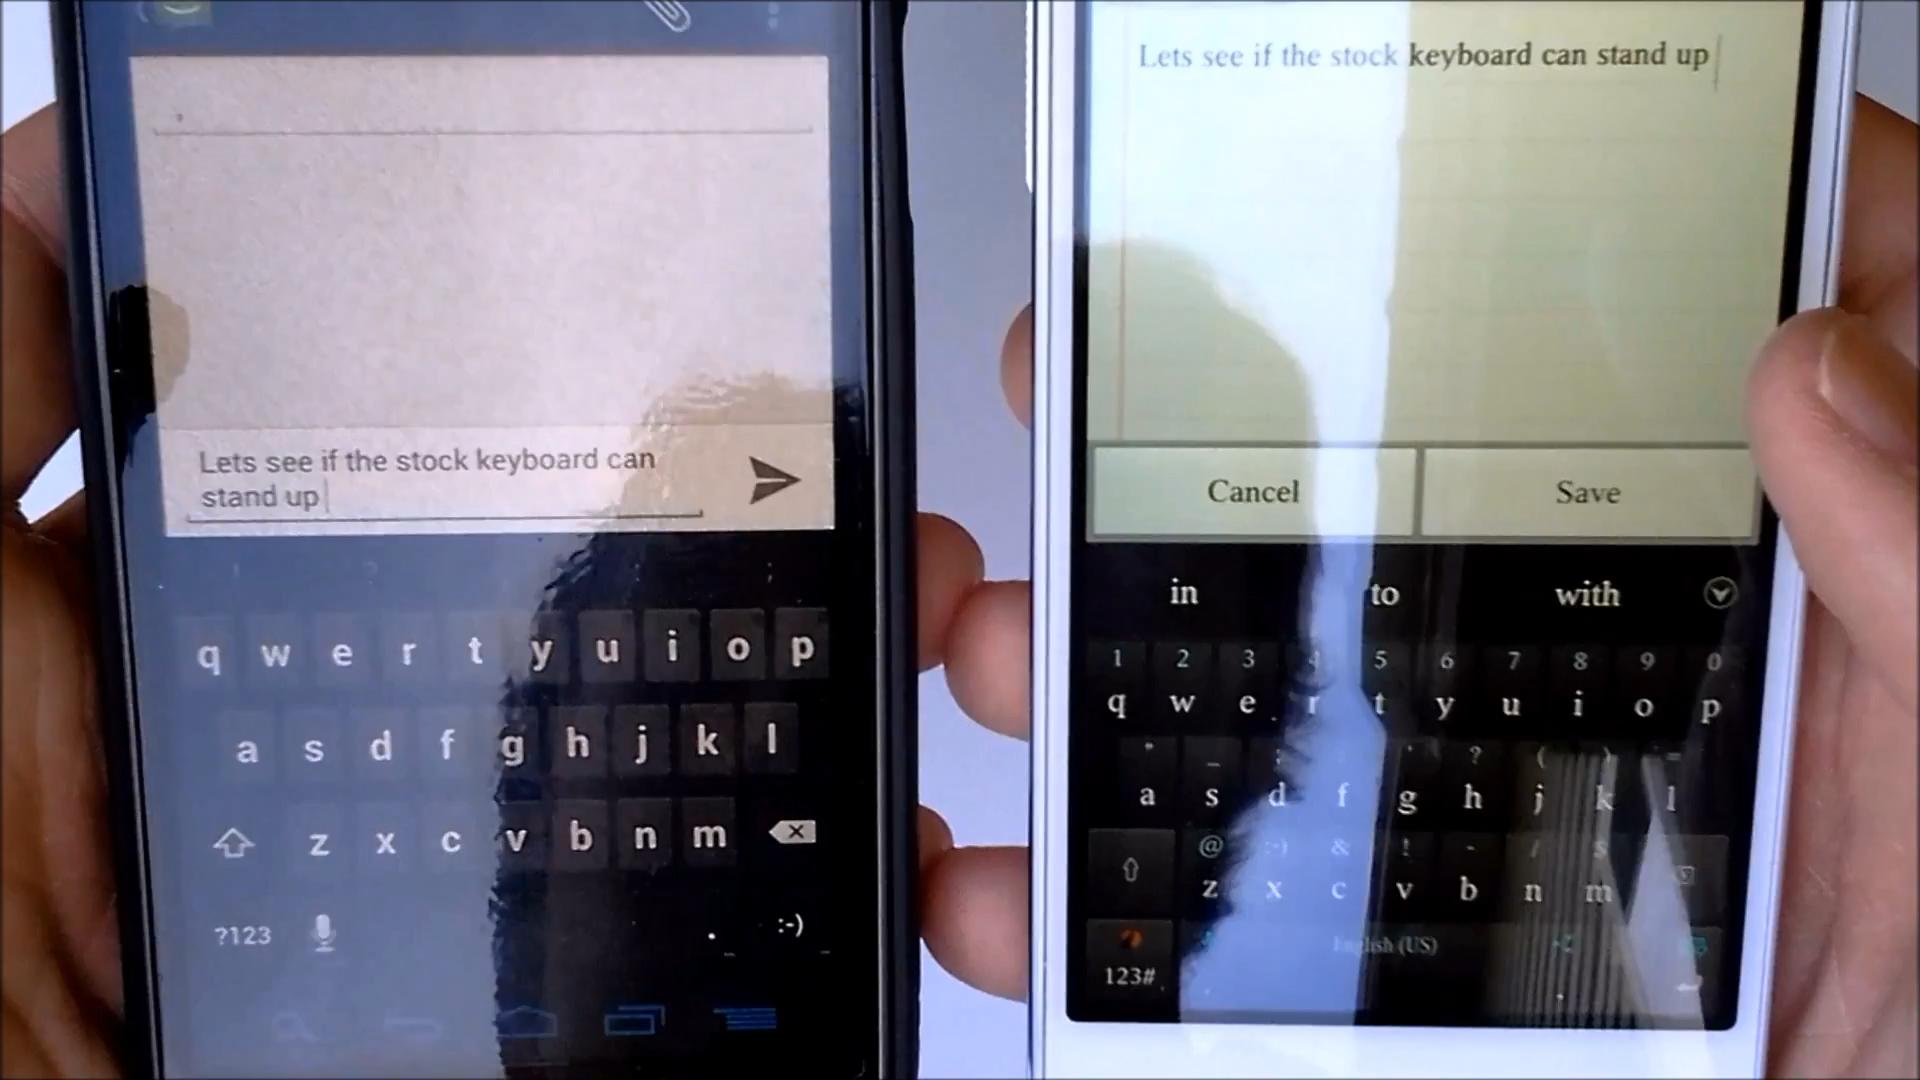 Lets see if the stock keyboard can
stand up
q w e r t y u i o p
a s d f g h j k l
z x c v b n m
?123 . :-)
Lets see if the stock keyboard can stand up
Cancel Save
in to with
1 2 3 4 5 6 7 8 9 0
q w e r t y u i o p
" _ : ' ? ( )
a s d f g h j k l
@ :-) & ! - /
z x c v b n m
English (US)
123#